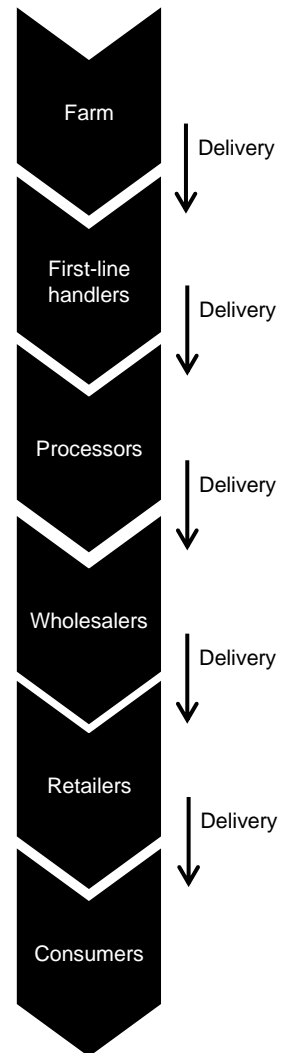 Farm
Delivery
First-line
handlers
Delivery
Processors
Delivery
Wholesalers
Delivery
Retailers
Delivery
Consumers